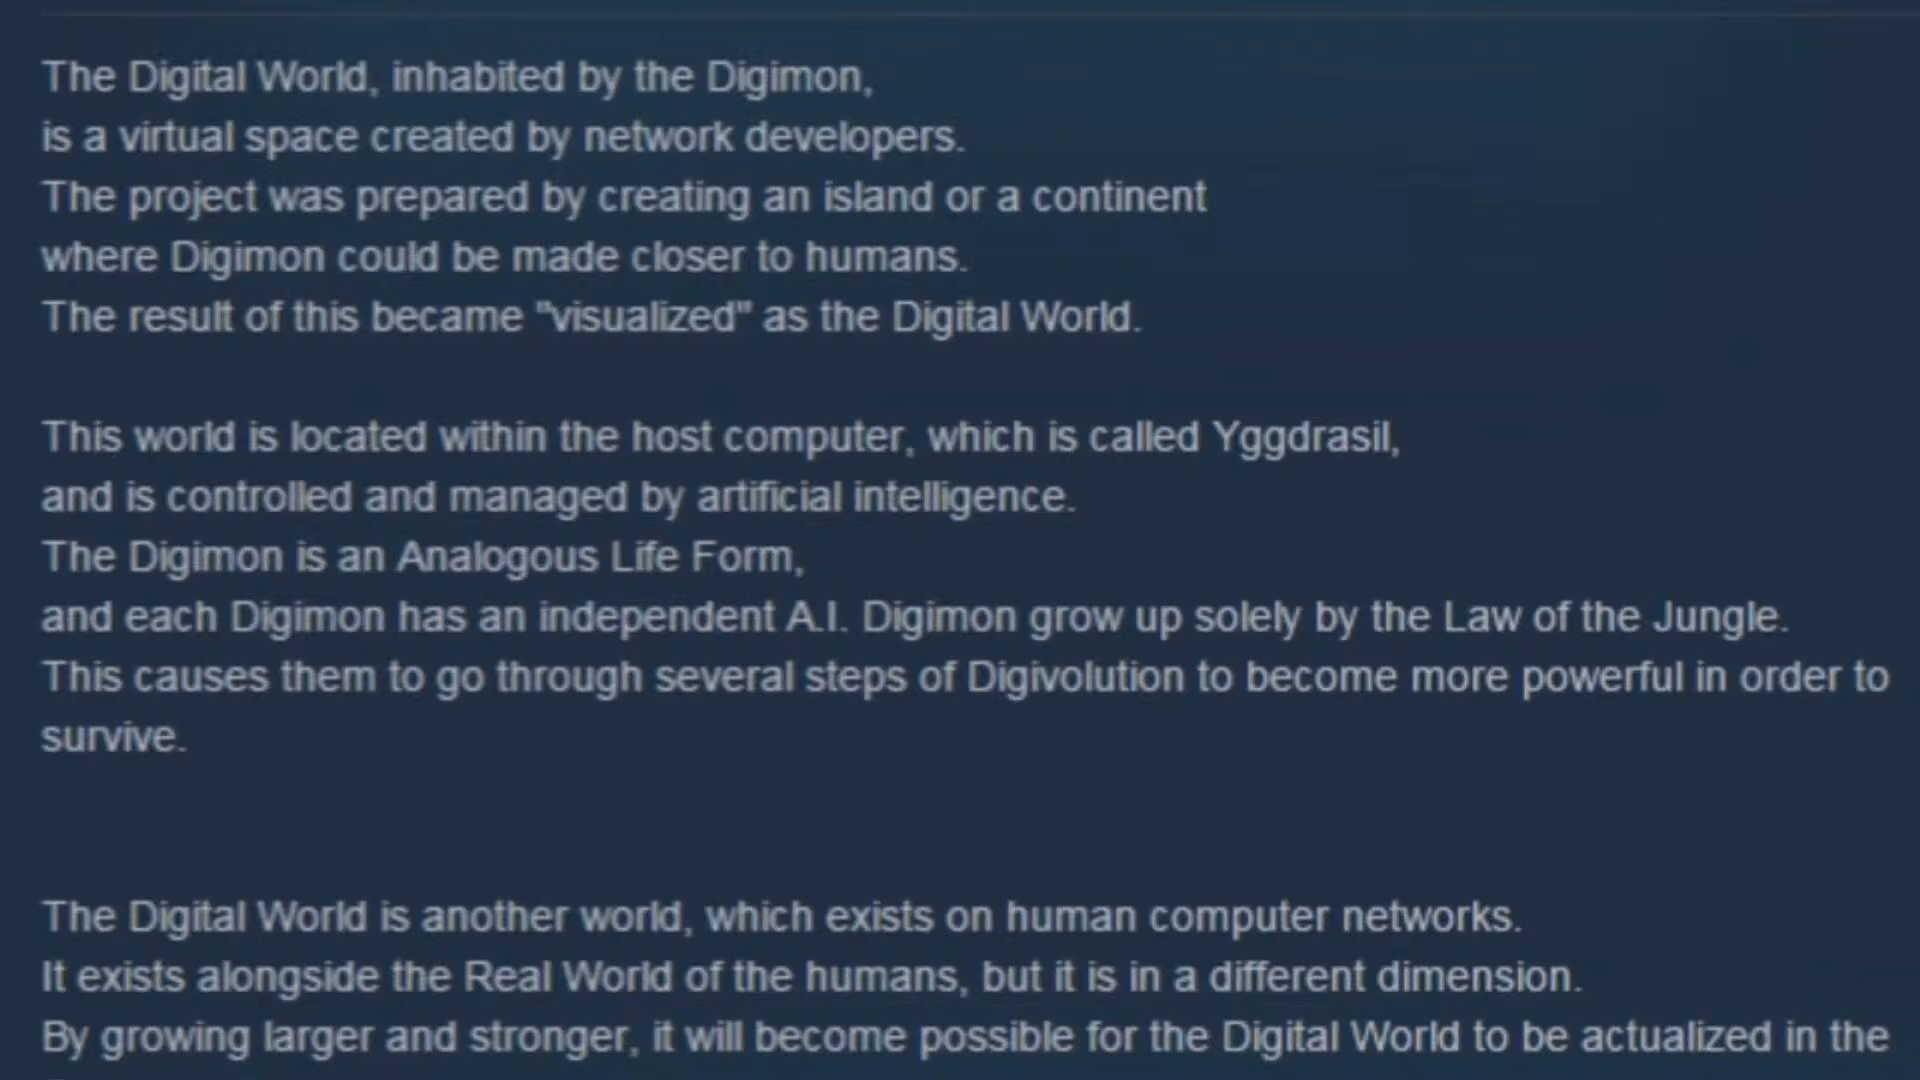 The Digital World, inhabited by the Digimon,
is a virtual space created by network developers.
The project was prepared by creating an island or a continent
where Digimon could be made closer to humans.
The result of this became "visualized" as the Digital World.
This world is located within the host computer, which is called Yggdrasil,
and is controlled and managed by artificial intelligence.
The Digimon is an Analogous Life Form,
and each Digimon has an independent A.I. Digimon grow up solely by the Law of the Jungle.
This causes them to go through several steps of Digivolution to become more powerful in order to
survive.
The Digital World is another world, which exists on human computer networks.
It exists alongside the Real World of the humans, but it is in a different dimension.
By growing larger and stronger, it will become possible for the Digital World to be actualized in the